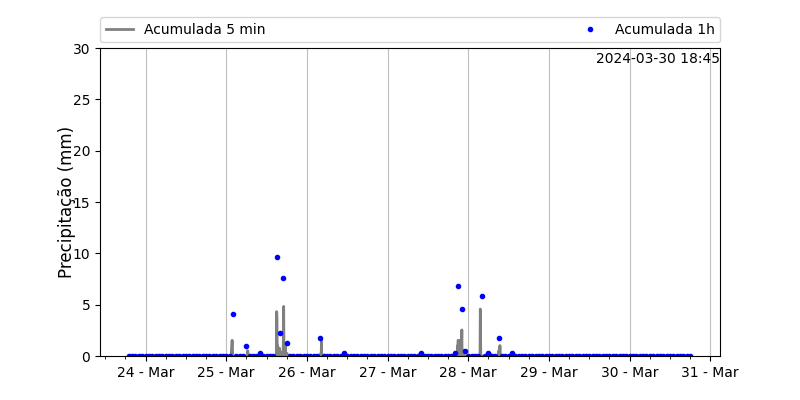 Acumulada 5 min
Acumulada 1h
2024-03-30 18:45
Precipitação (mm)
30
25
20
15
10
5
0
24 - Mar
25 - Mar
26 - Mar
27 - Mar
28 - Mar
29 - Mar
30 - Mar
31 - Mar